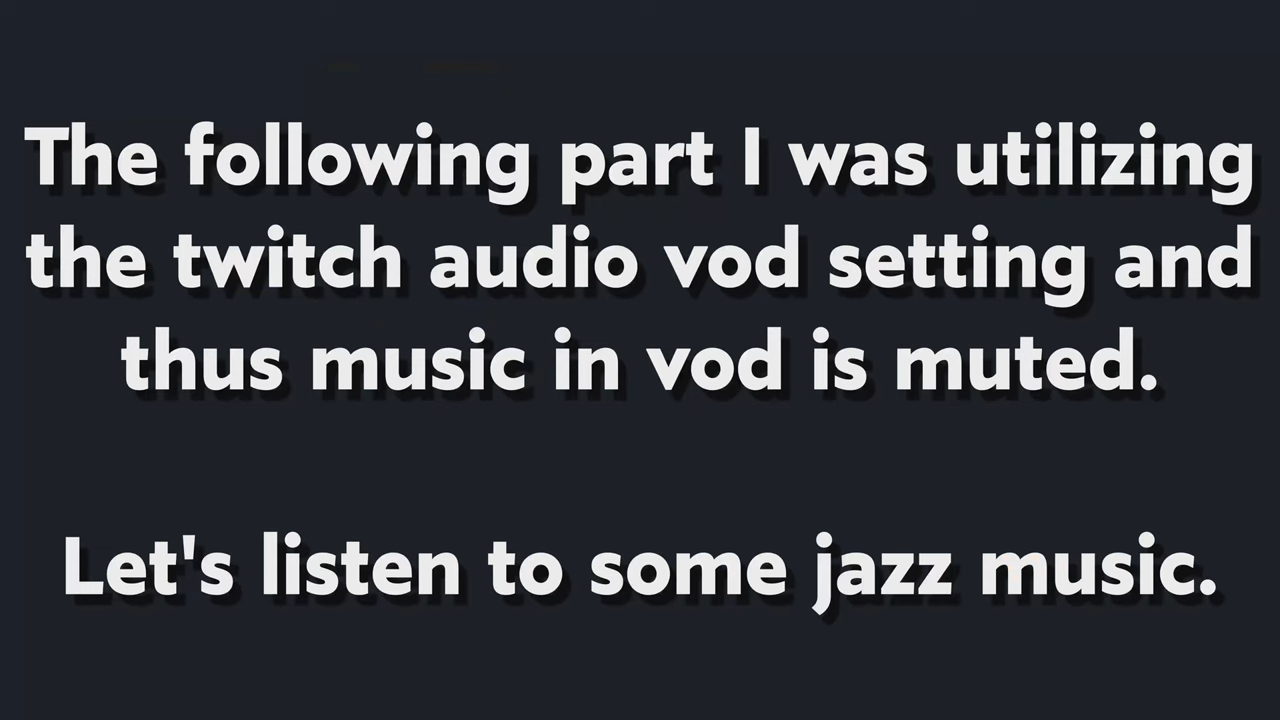 The following part I was utilizing
the twitch audio vod setting and
thus music in vod is muted.
Let's listen to some jazz music.